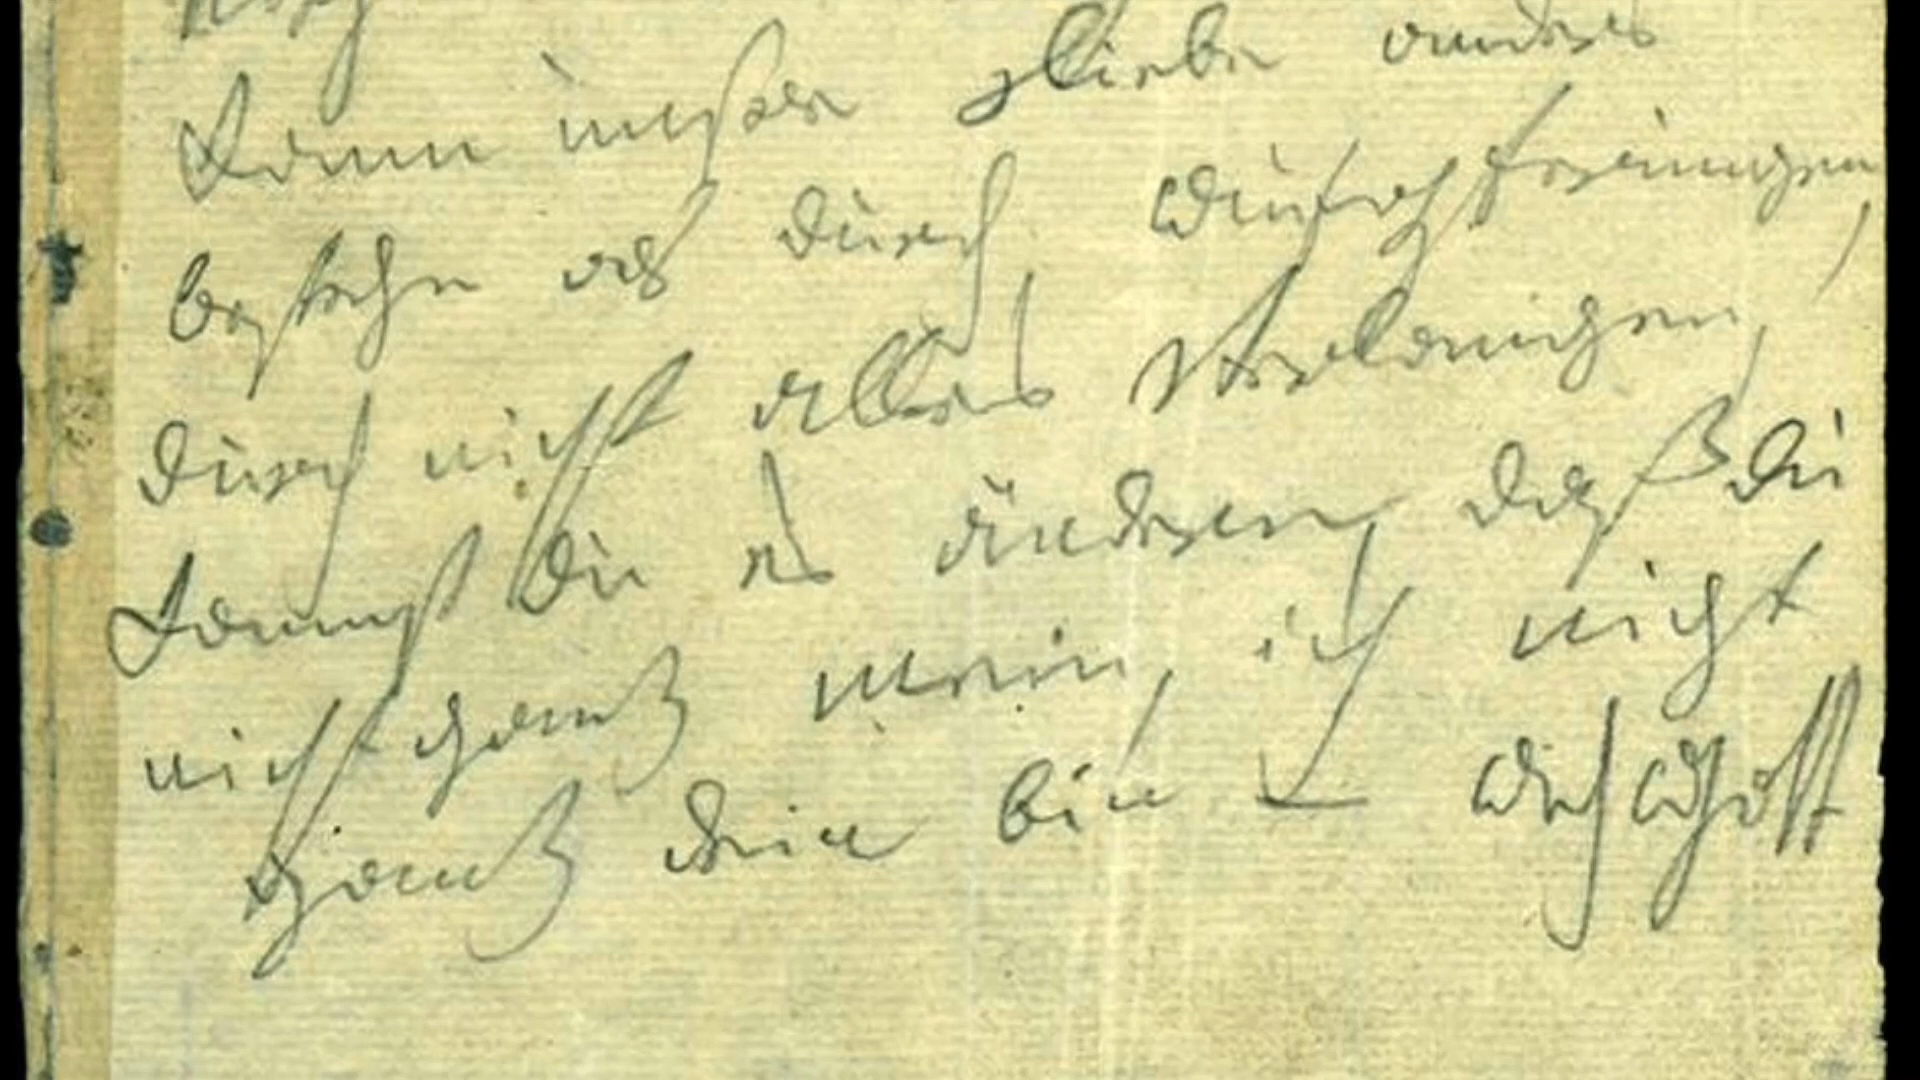 Kann unsre Liebe anders
bestehn als durch Aufopferungen,
durch nicht alles verlangen,
kannst du es ändern, daß du
nicht ganz mein, ich nicht
ganz dein bin — Ach Gott